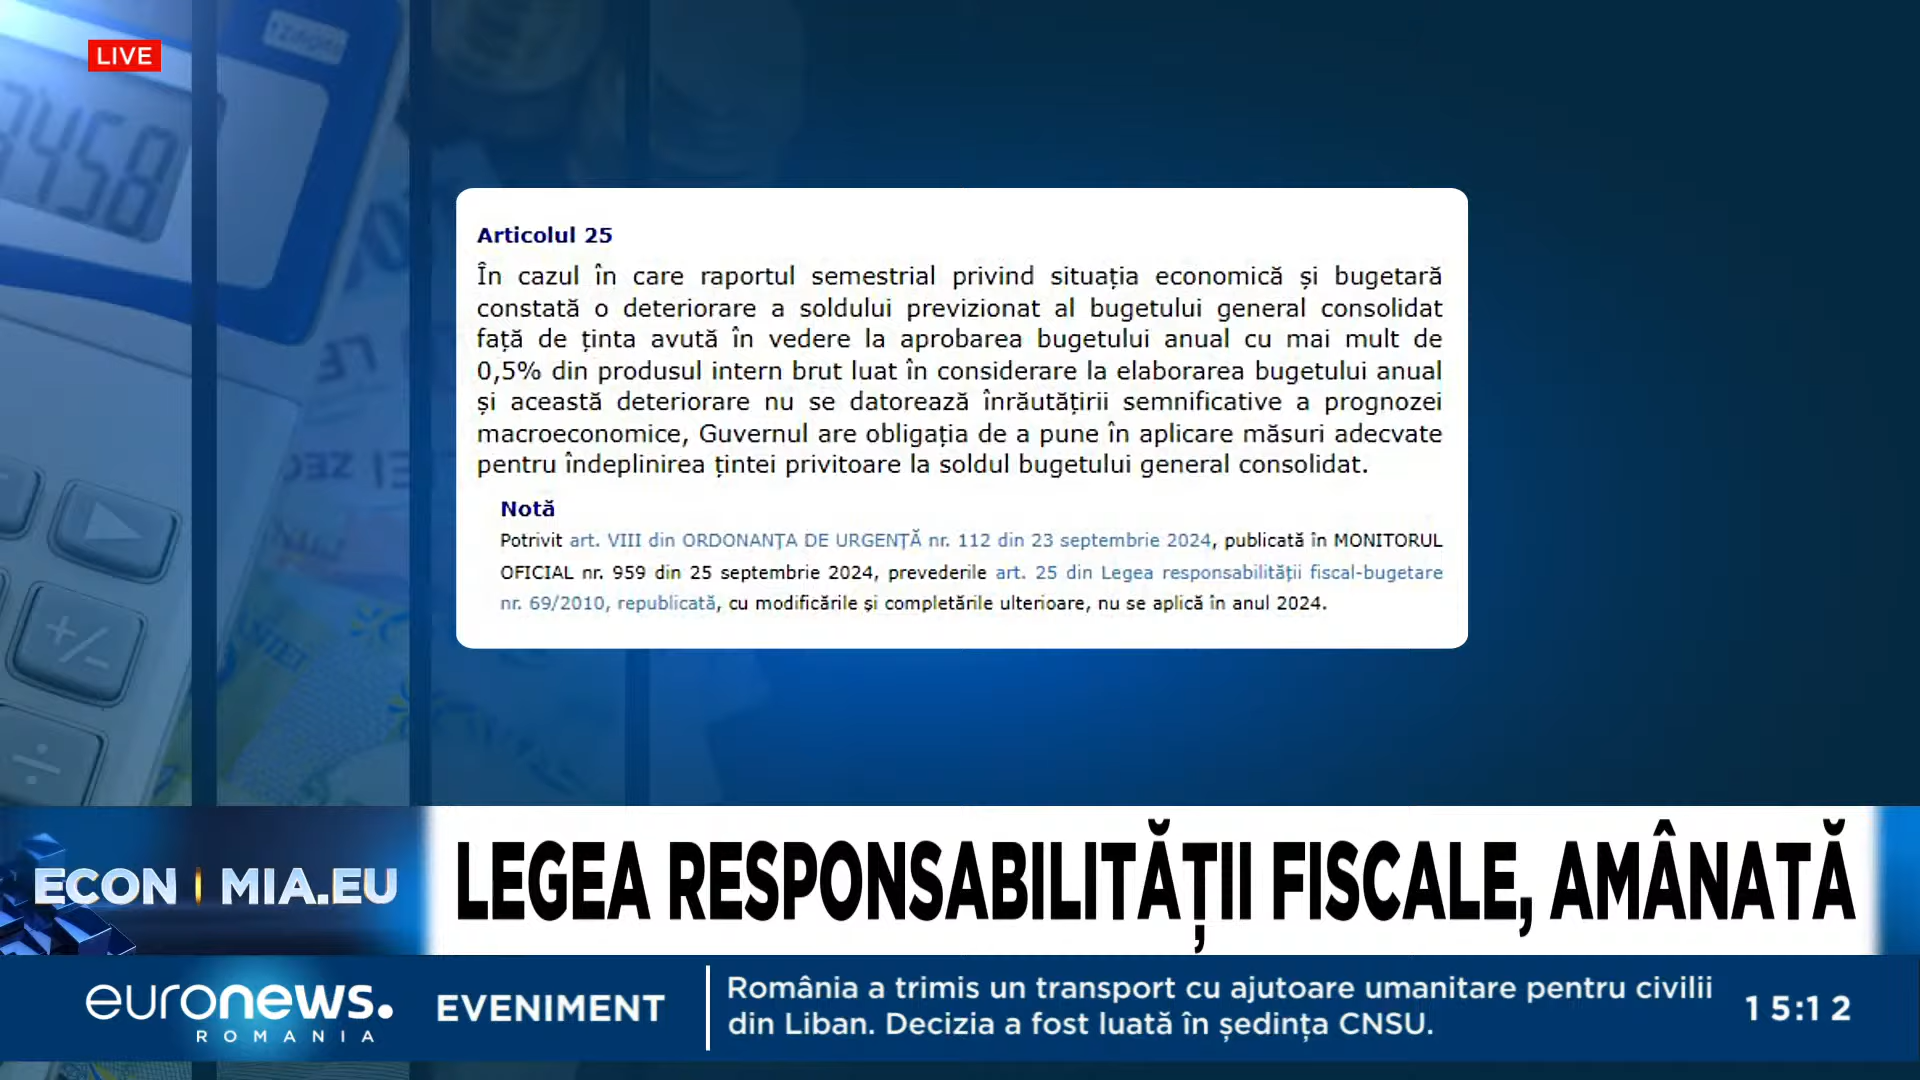 LIVE
Articolul 25
În cazul în care raportul semestrial privind situația economică și bugetară
constată o deteriorare a soldului previzionat al bugetului general consolidat
față de ținta avută în vedere la aprobarea bugetului anual cu mai mult de
0,5% din produsul intern brut luat în considerare la elaborarea bugetului anual
și această deteriorare nu se datorează înrăutățirii semnificative a prognozei
macroeconomice, Guvernul are obligația de a pune în aplicare măsuri adecvate
pentru îndeplinirea țintei privitoare la soldul bugetului general consolidat.
Notă
Potrivit art. VIII din ORDONANȚA DE URGENȚĂ nr. 112 din 23 septembrie 2024, publicată în MONITORUL
OFICIAL nr. 959 din 25 septembrie 2024, prevederile art. 25 din Legea responsabilității fiscal-bugetare
nr. 69/2010, republicată, cu modificările și completările ulterioare, nu se aplică în anul 2024.
ECON MIA.EU
LEGEA RESPONSABILITĂȚII FISCALE, AMÂNATĂ
euronews.
ROMANIA
EVENIMENT
România a trimis un transport cu ajutoare umanitare pentru civilii
din Liban. Decizia a fost luată în ședința CNSU.
15:12